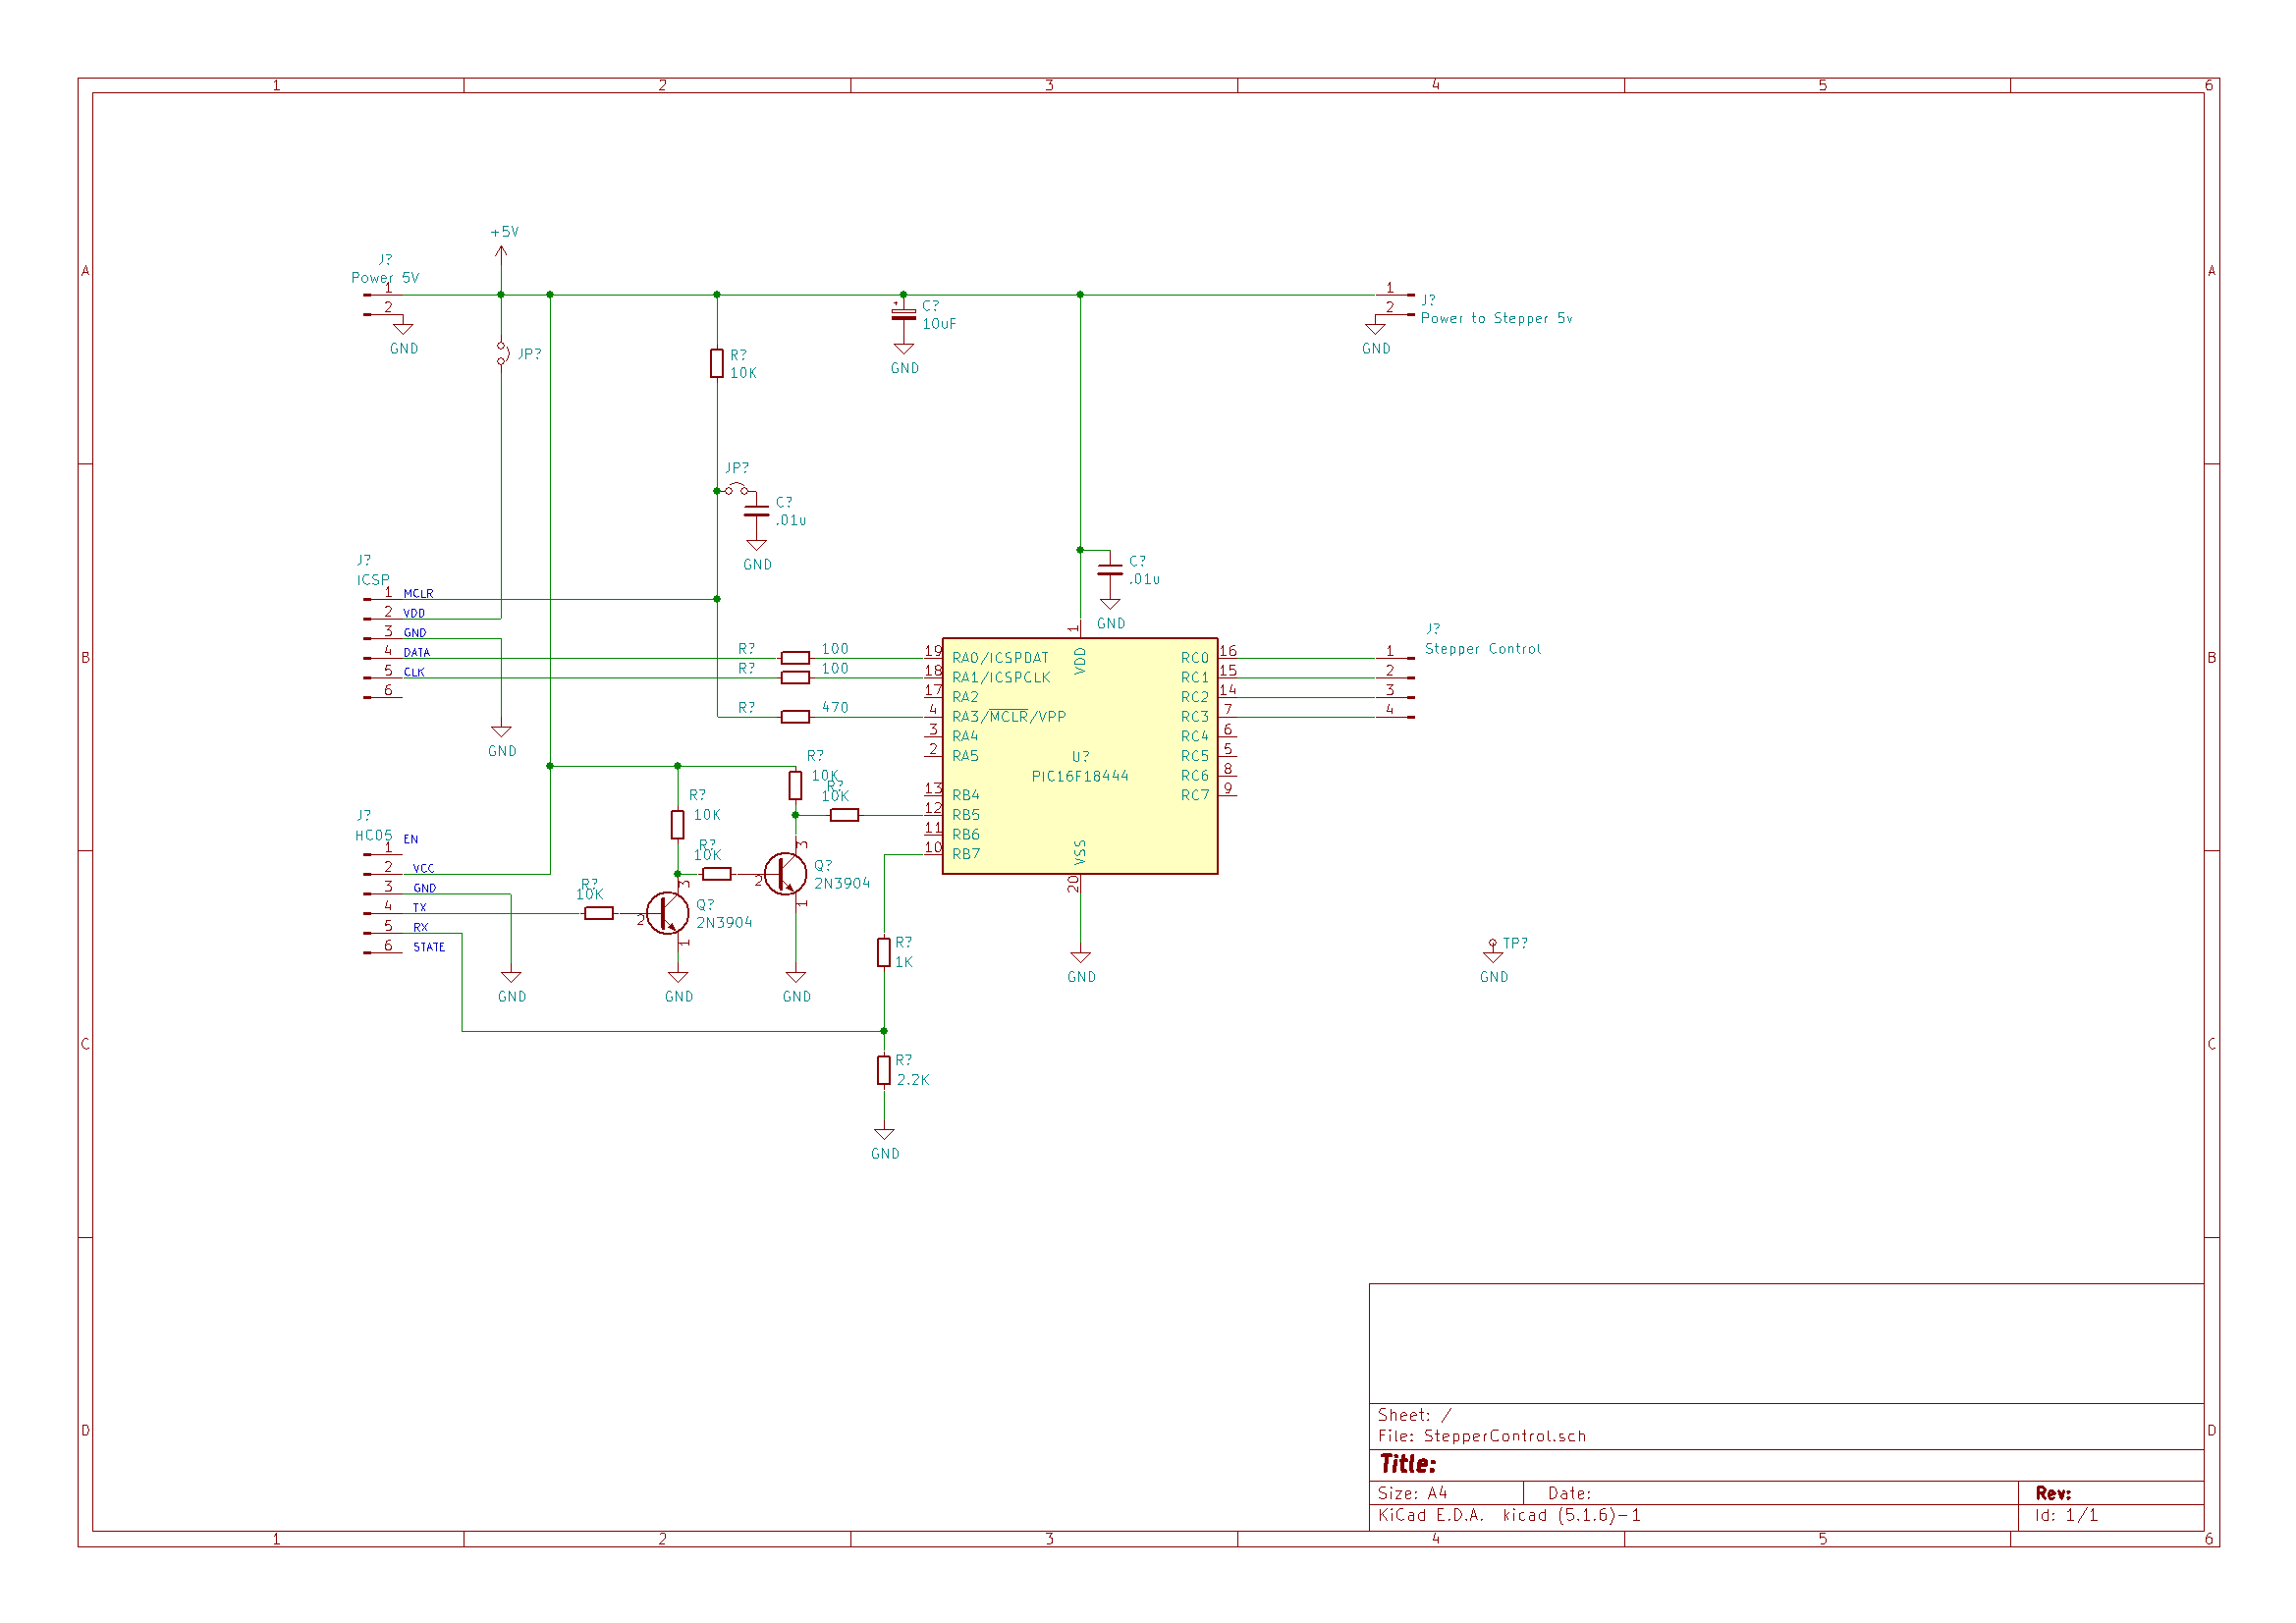 1 2 3 4 5 6
A A
B B
C C
D D
1 2 3 4 5 6
+5V
J?
Power 5V
1
2
GND
JP?
R?
10K
C?
10uF
GND
1
2
J?
Power to Stepper 5v
GND
JP?
C?
.01u
GND
C?
.01u
GND
J?
ICSP
1 MCLR
2 VDD
3 GND
4 DATA
5 CLK
6
GND
R? 100
R? 100
R? 470
19 RA0/ICSPDAT
18 RA1/ICSPCLK
17 RA2
4 RA3/MCLR/VPP
3 RA4
2 RA5
13 RB4
12 RB5
11 RB6
10 RB7
1
VDD
U?
PIC16F18444
VSS
20
GND
RC0 16
RC1 15
RC2 14
RC3 7
RC4 6
RC5 5
RC6 8
RC7 9
J?
Stepper Control
1
2
3
4
R?
10K
R?
10K
R?
10K
R?
10K
R?
10K
J?
HC05
EN
1
2 VCC
3 GND
4 TX
5 RX
6 STATE
GND
2
3
1
Q?
2N3904
GND
2
3
1
Q?
2N3904
GND
R?
1K
R?
2.2K
GND
TP?
GND
Sheet: /
File: StepperControl.sch
Title:
Size: A4 Date: Rev:
KiCad E.D.A. kicad (5.1.6)-1 Id: 1/1